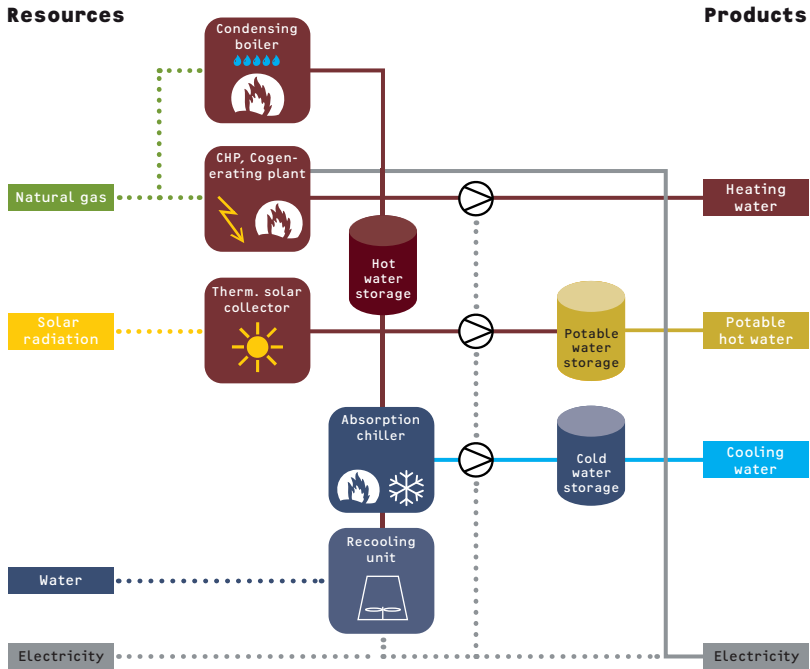 Resources
Products
Condensing
boiler
CHP, Cogen-
erating plant
Natural gas
Heating
water
Hot
water
storage
Therm. solar
collector
Solar
radiation
Potable
water
storage
Potable
hot water
Absorption
chiller
Cold
water
storage
Cooling
water
Recooling
unit
Water
Electricity
Electricity